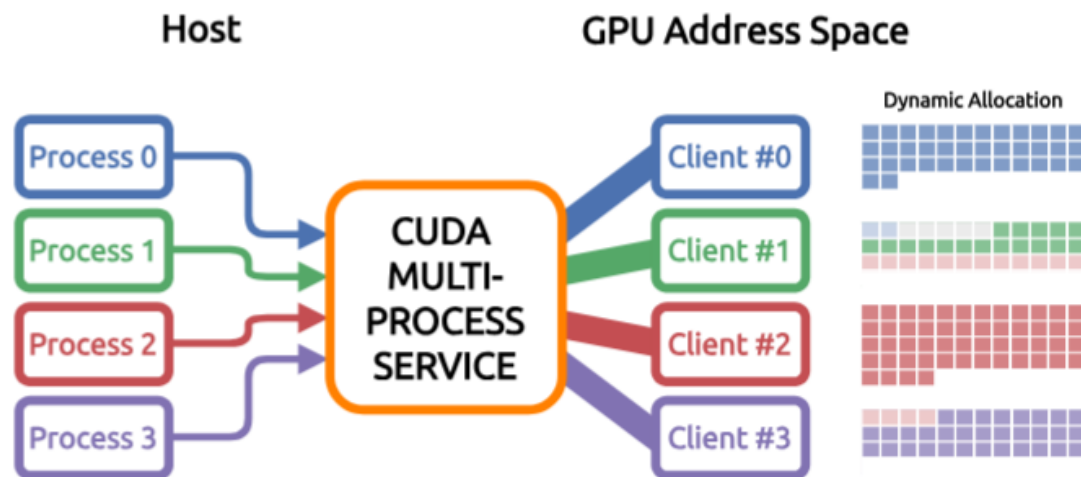 Host
GPU Address Space
Dynamic Allocation
Process 0
Client #0
Process 1
Client #1
CUDA
MULTI-
PROCESS
SERVICE
Process 2
Client #2
Process 3
Client #3